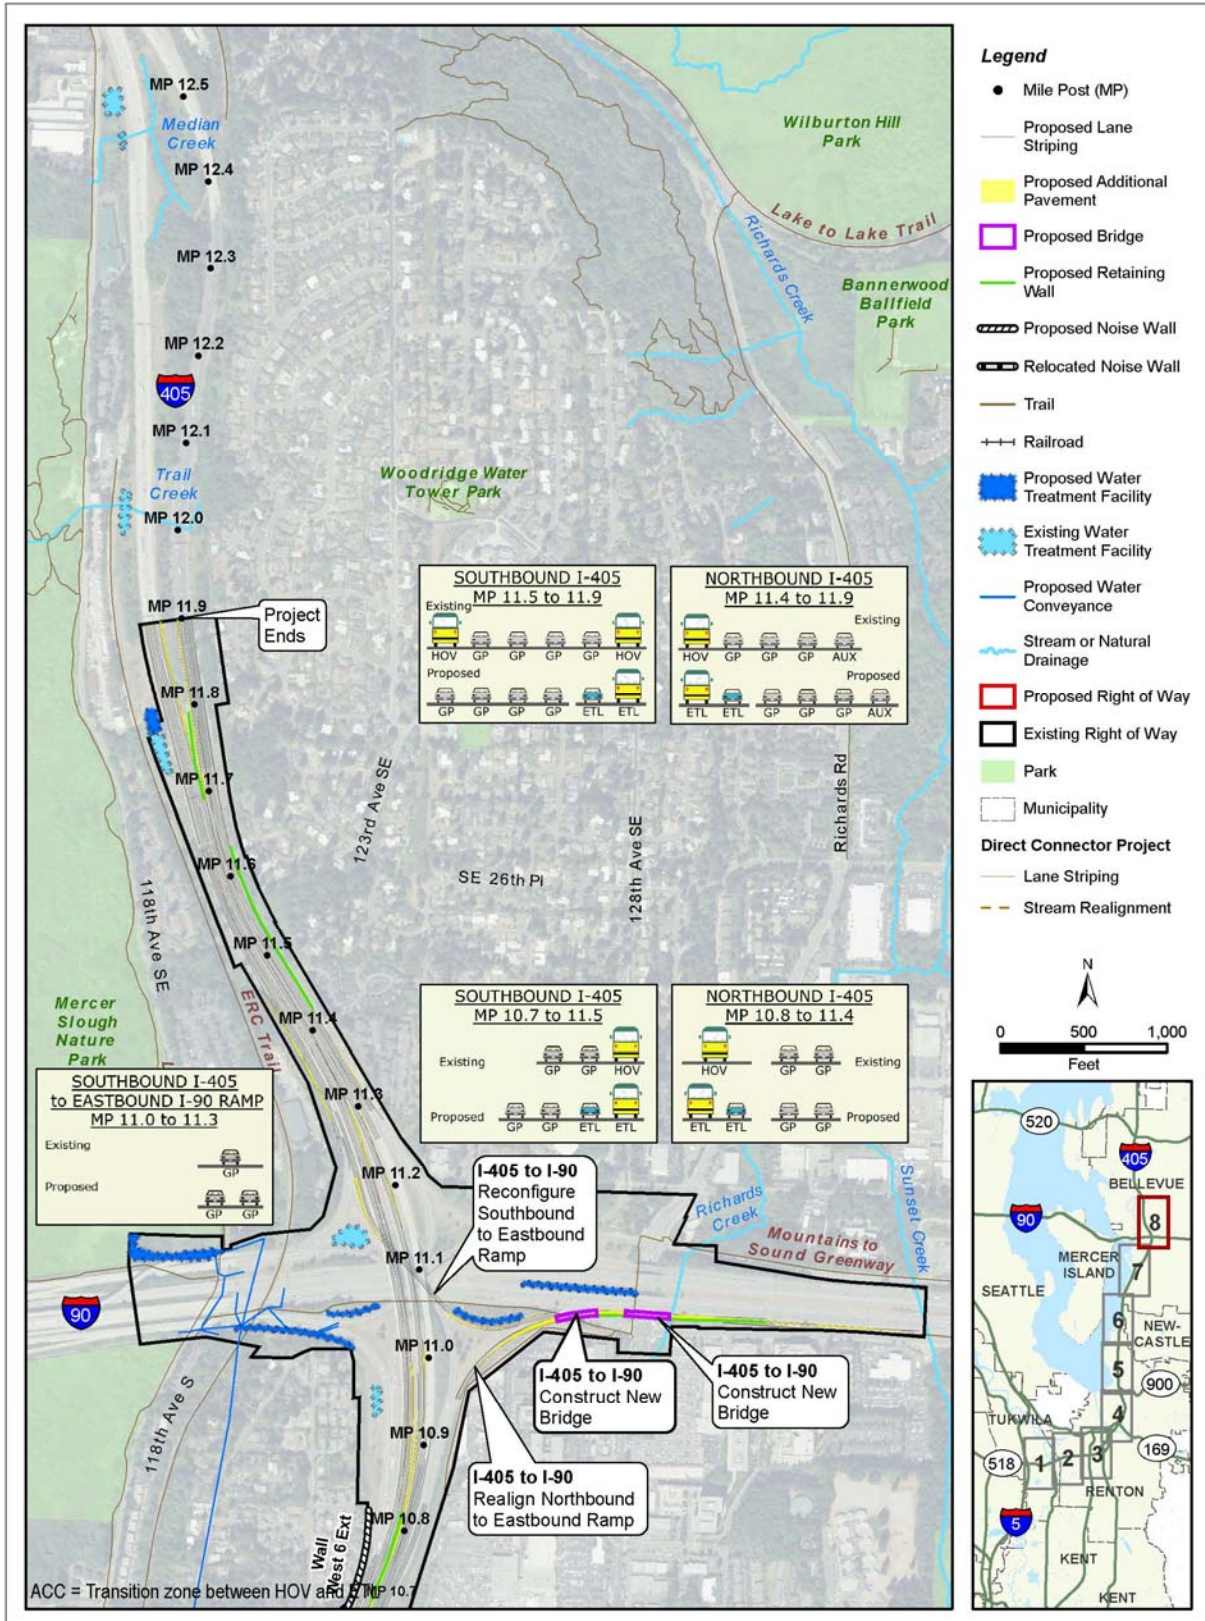 MP 12.5
Median
Creek
MP 12.4
MP 12.3
MP 12.2
405
MP 12.1
Trail
Creek
MP 12.0
MP 11.9
Project
Ends
MP 11.8
MP 11.7
MP 11.6
MP 11.5
MP 11.4
MP 11.3
MP 11.2
MP 11.1
MP 11.0
MP 10.9
MP 10.8
MP 10.7
Wilburton Hill
Park
Lake to Lake Trail
Richards Creek
Bannerwood
Ballfield
Park
Woodridge Water
Tower Park
SOUTHBOUND I-405
MP 11.5 to 11.9
Existing
HOV GP GP GP GP HOV
Proposed
GP GP GP GP ETL ETL
NORTHBOUND I-405
MP 11.4 to 11.9
Existing
HOV GP GP GP AUX
Proposed
ETL ETL GP GP GP AUX
123rd Ave SE
SE 26th Pl
128th Ave SE
Richards Rd
118th Ave SE
ERC Trail
Mercer
Slough
Nature
Park
SOUTHBOUND I-405
MP 10.7 to 11.5
Existing
GP GP HOV
Proposed
GP GP ETL ETL
NORTHBOUND I-405
MP 10.8 to 11.4
HOV GP GP
Existing
ETL ETL GP GP
Proposed
SOUTHBOUND I-405
to EASTBOUND I-90 RAMP
MP 11.0 to 11.3
Existing
GP
Proposed
GP GP
I-405 to I-90
Reconfigure
Southbound
to Eastbound
Ramp
Richards
Creek
Sunset Creek
Mountains to
Sound Greenway
90
I-405 to I-90
Construct New
Bridge
I-405 to I-90
Construct New
Bridge
I-405 to I-90
Realign Northbound
to Eastbound Ramp
118th Ave S
Wall
6 Ext
ACC = Transition zone between HOV and
Legend
Mile Post (MP)
Proposed Lane
Striping
Proposed Additional
Pavement
Proposed Bridge
Proposed Retaining
Wall
Proposed Noise Wall
Relocated Noise Wall
Trail
Railroad
Proposed Water
Treatment Facility
Existing Water
Treatment Facility
Proposed Water
Conveyance
Stream or Natural
Drainage
Proposed Right of Way
Existing Right of Way
Park
Municipality
Direct Connector Project
Lane Striping
Stream Realignment
N
0 500 1,000
Feet
520
405
BELLEVUE
90
8
MERCER
ISLAND
7
SEATTLE
6
NEW-
CASTLE
5
900
4
TUKWILA
518
1
2
3
169
RENTON
5
KENT
KENT